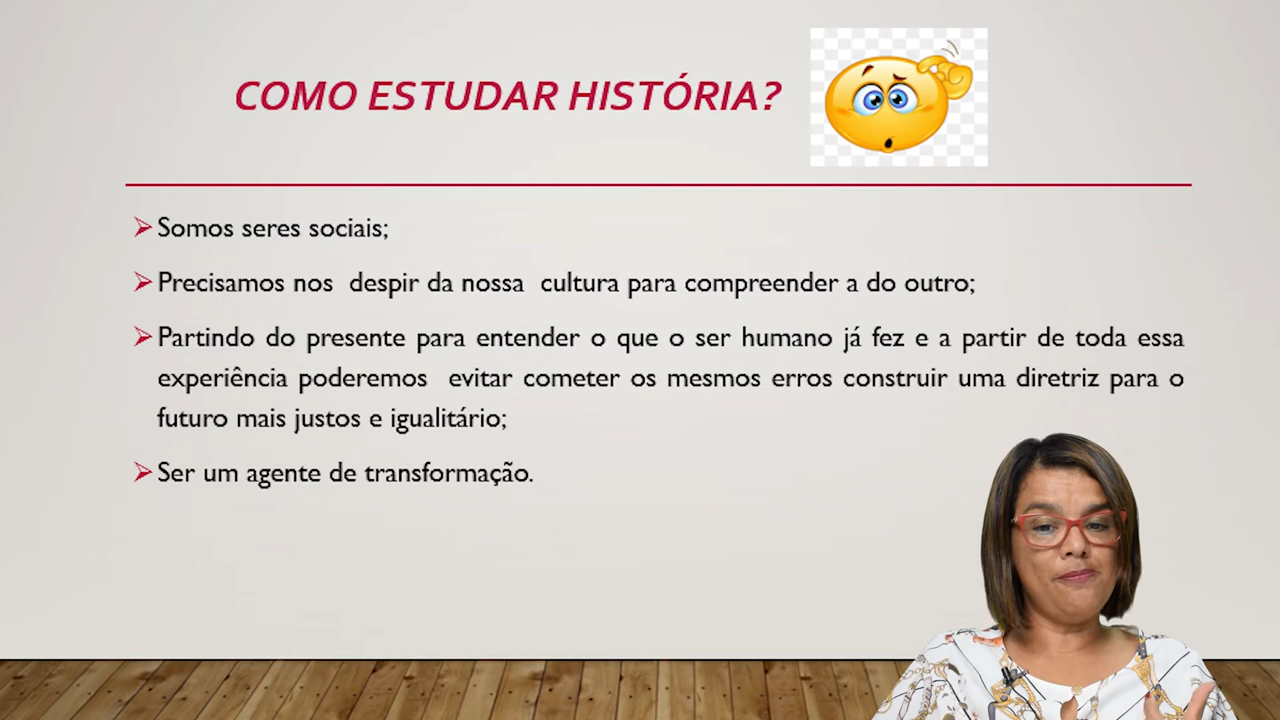 COMO ESTUDAR HISTÓRIA?
Somos seres sociais;
Precisamos nos despir da nossa cultura para compreender a do outro;
Partindo do presente para entender o que o ser humano já fez e a partir de toda essa
experiência poderemos evitar cometer os mesmos erros construir uma diretriz para o
futuro mais justos e igualitário;
Ser um agente de transformação.